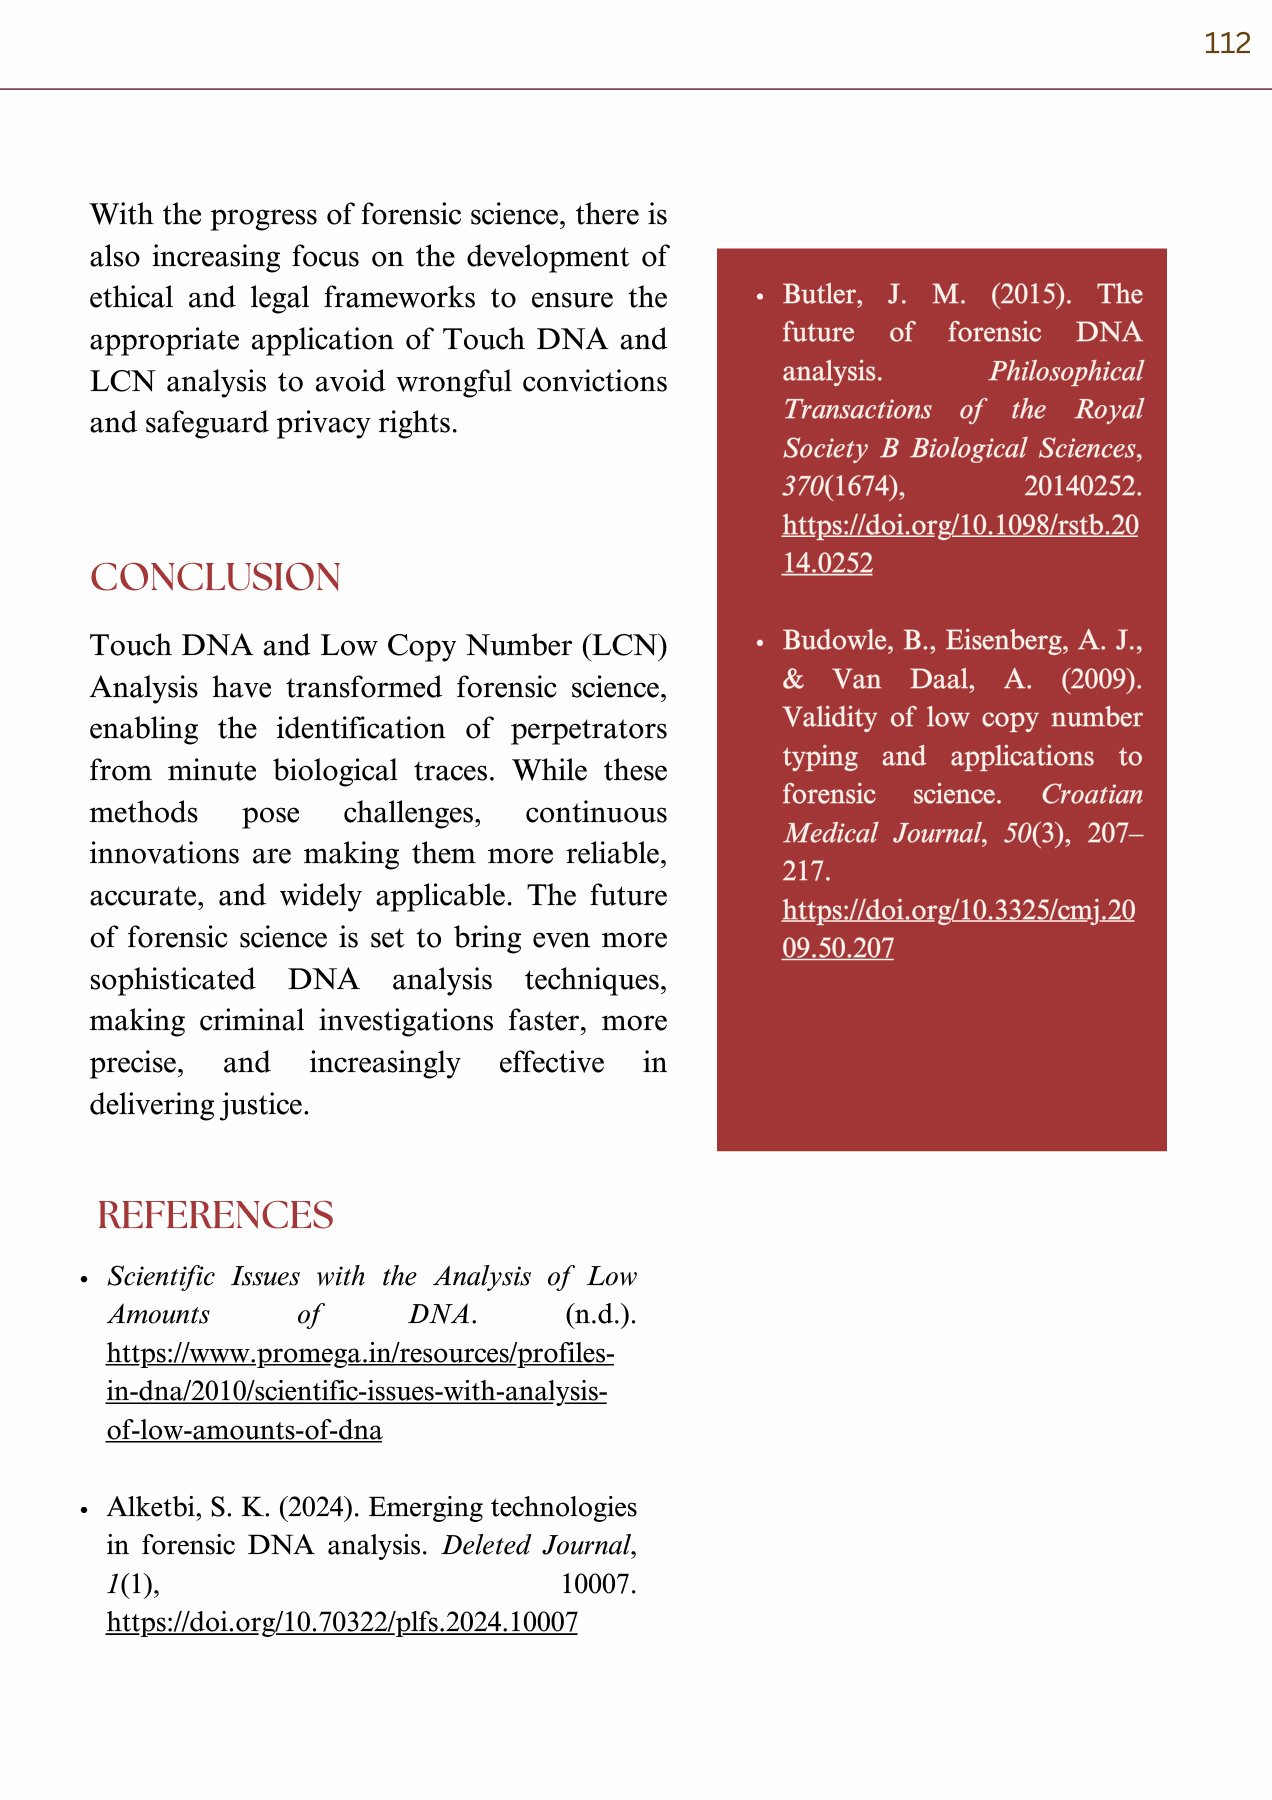 112
With the progress of forensic science, there is
also increasing focus on the development of
ethical and legal frameworks to ensure the
appropriate application of Touch DNA and
LCN analysis to avoid wrongful convictions
and safeguard privacy rights.
CONCLUSION
Touch DNA and Low Copy Number (LCN)
Analysis have transformed forensic science,
enabling the identification of perpetrators
from minute biological traces. While these
methods pose challenges, continuous
innovations are making them more reliable,
accurate, and widely applicable. The future
of forensic science is set to bring even more
sophisticated DNA analysis techniques,
making criminal investigations faster, more
precise, and increasingly effective in
delivering justice.
REFERENCES
• Scientific Issues with the Analysis of Low
Amounts of DNA. (n.d.).
https://www.promega.in/resources/profiles-
in-dna/2010/scientific-issues-with-analysis-
of-low-amounts-of-dna
• Alketbi, S. K. (2024). Emerging technologies
in forensic DNA analysis. Deleted Journal,
1(1), 10007.
https://doi.org/10.70322/plfs.2024.10007
• Butler, J. M. (2015). The
future of forensic DNA
analysis. Philosophical
Transactions of the Royal
Society B Biological Sciences,
370(1674), 20140252.
https://doi.org/10.1098/rstb.20
14.0252
• Budowle, B., Eisenberg, A. J.,
& Van Daal, A. (2009).
Validity of low copy number
typing and applications to
forensic science. Croatian
Medical Journal, 50(3), 207–
217.
https://doi.org/10.3325/cmj.20
09.50.207